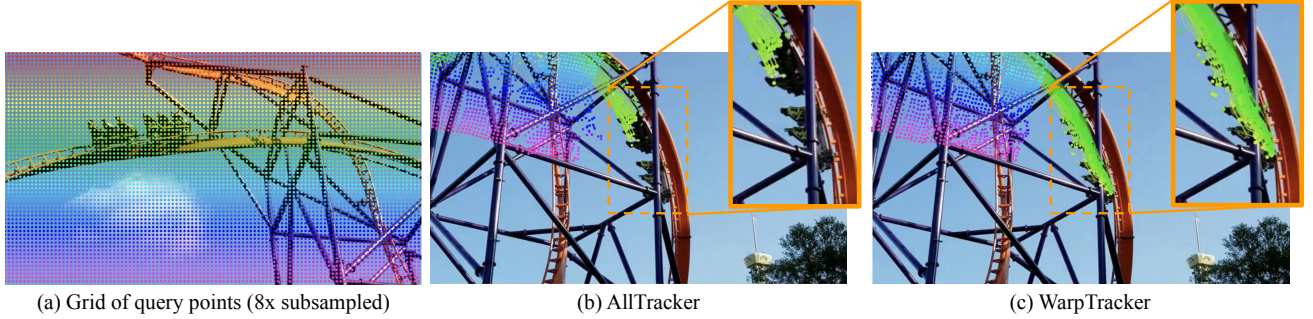 (a) Grid of query points (8x subsampled)
(b) AllTracker
(c) WarpTracker